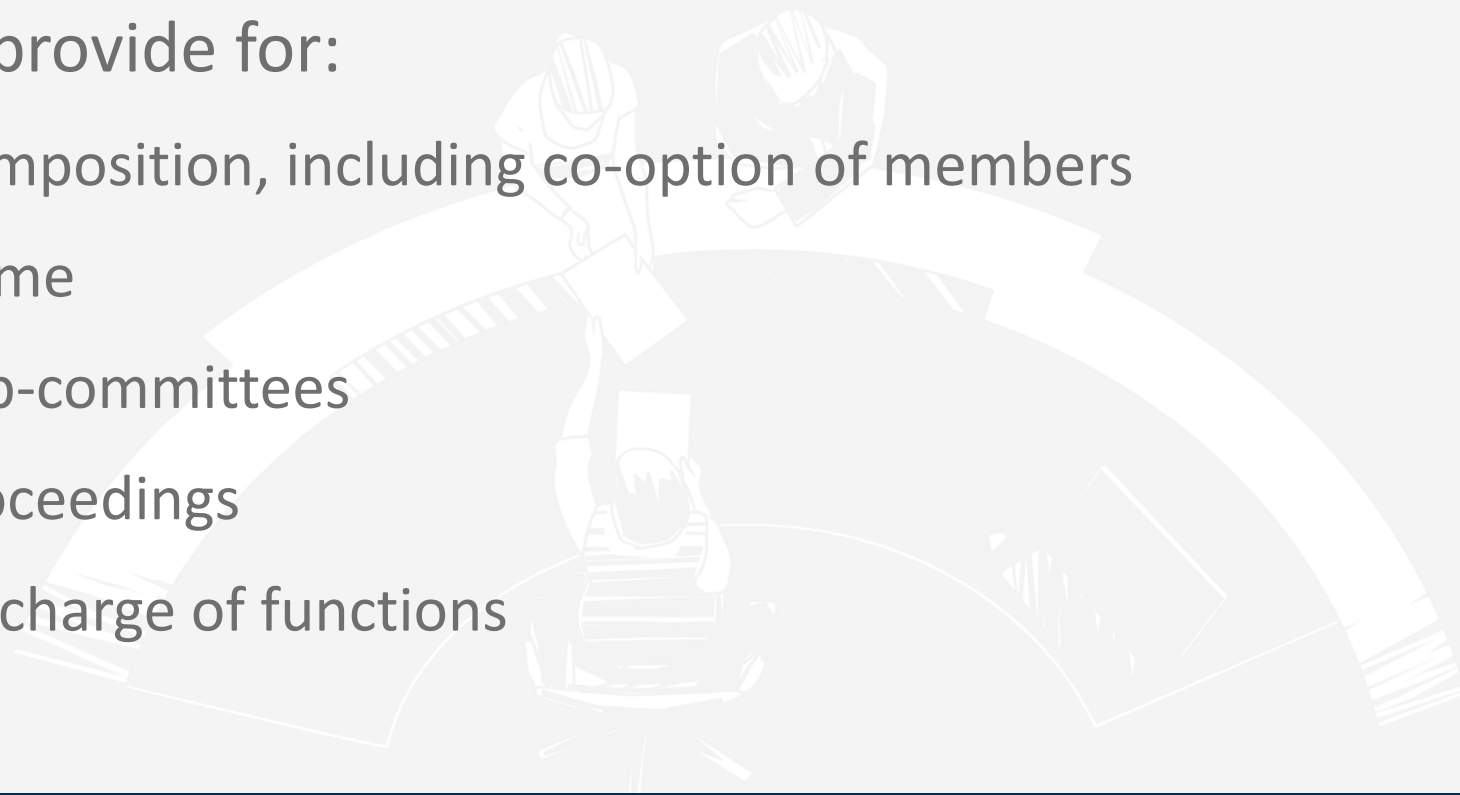 provide for:
mposition, including co-option of members
me
o-committees
oceedings
charge of functions